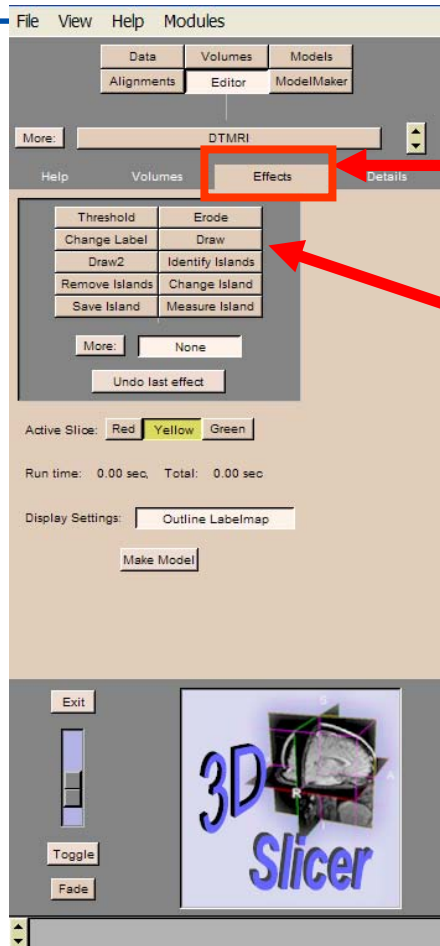 File View Help Modules
Data Volumes Models
Alignments Editor ModelMaker
More: DTMRI
Help Volumes Effects Details
Threshold Erode
Change Label Draw
Draw2 Identify Islands
Remove Islands Change Island
Save Island Measure Island
More: None
Undo last effect
Active Slice: Red Yellow Green
Run time: 0.00 sec, Total: 0.00 sec
Display Settings: Outline Labelmap
Make Model
Exit
S
A
R
I
3D
Slicer
Toggle
Fade